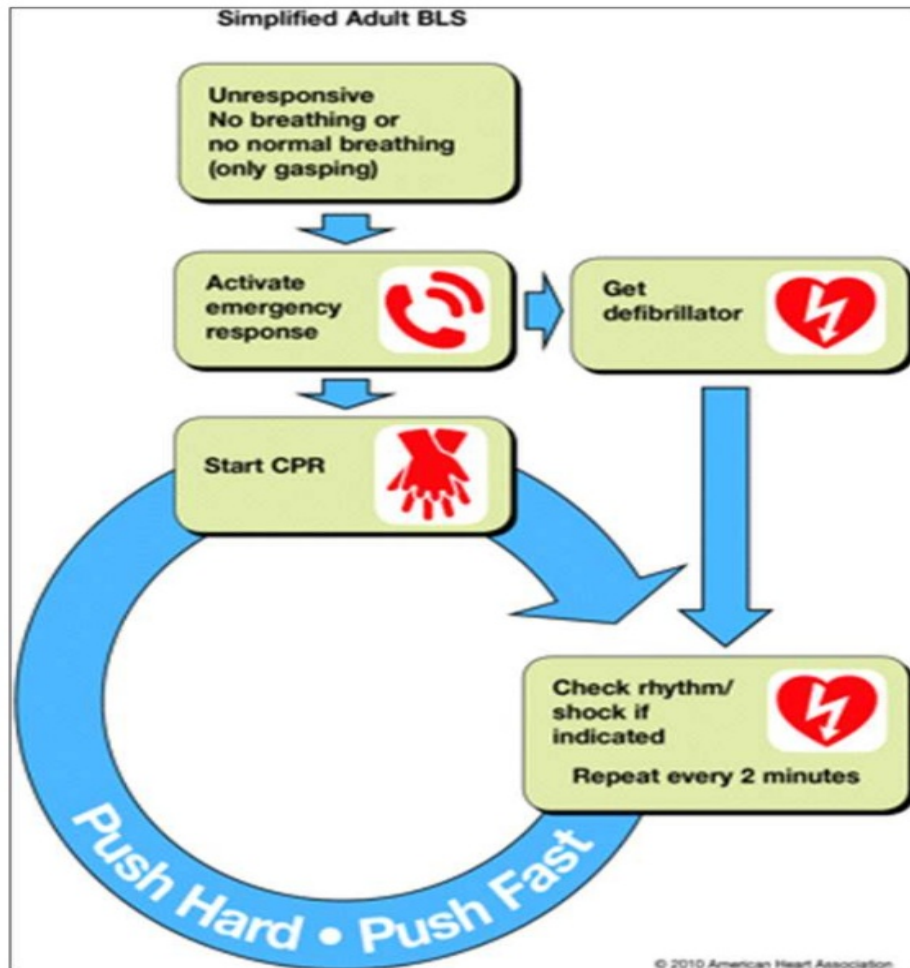 Simplified Adult BLS
Unresponsive
No breathing or
no normal breathing
(only gasping)
Activate
emergency
response
Get
defibrillator
Start CPR
Check rhythm/
shock if
indicated
Repeat every 2 minutes
Push Hard • Push Fast
© 2010 American Heart Association